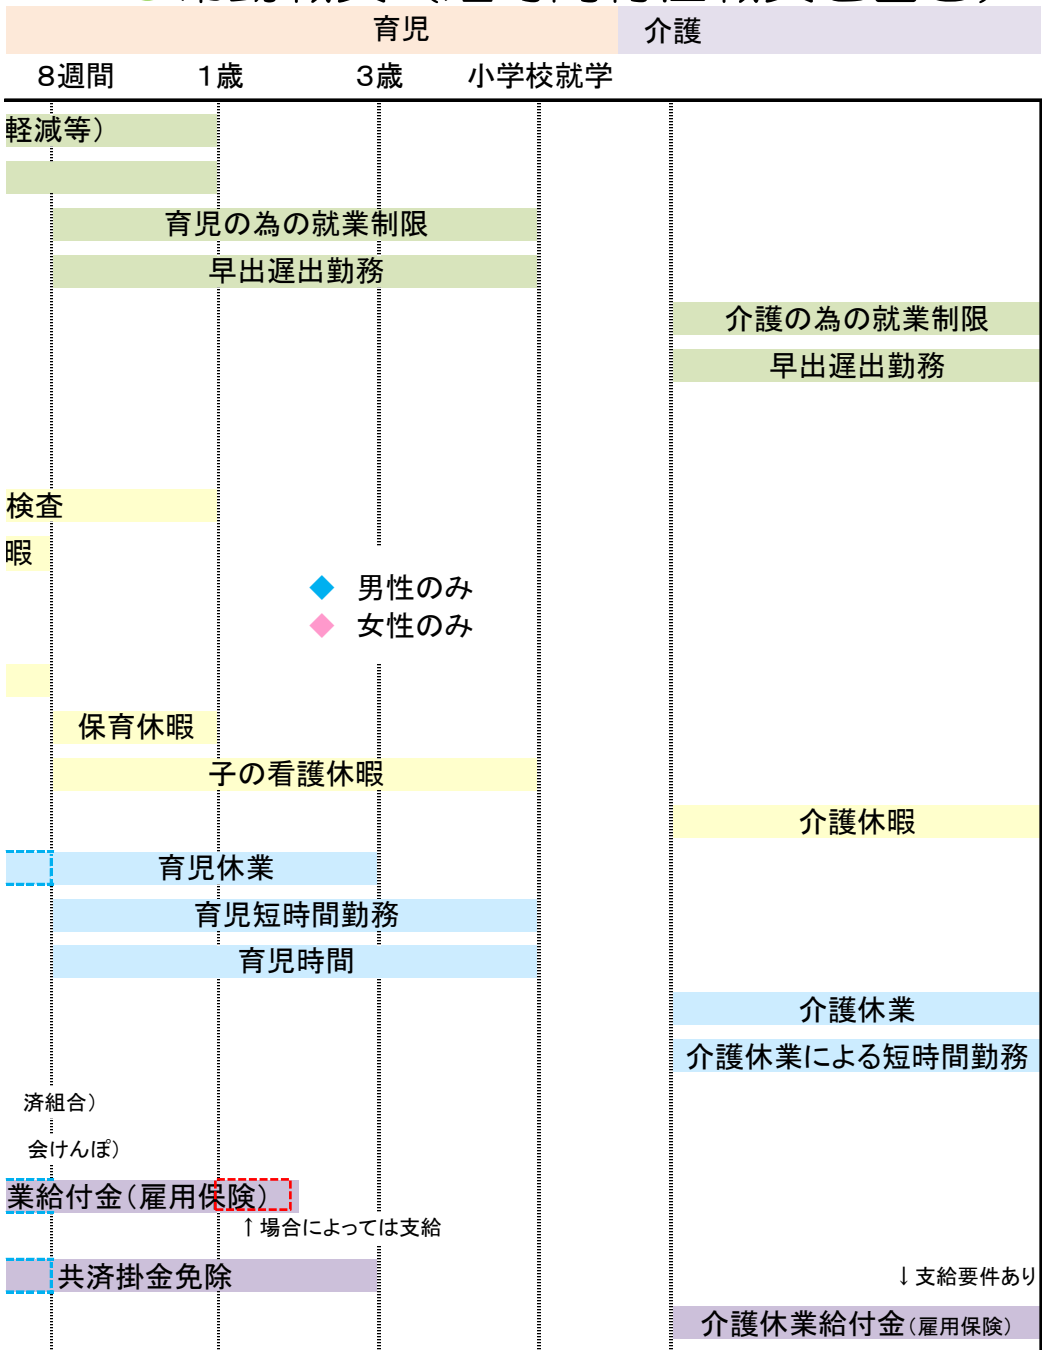 育児 介護
8週間 1歳 3歳 小学校就学
軽減等）
育児の為の就業制限
早出遅出勤務
介護の為の就業制限
早出遅出勤務
検査
暇
◆ 男性のみ
◆ 女性のみ
保育休暇
子の看護休暇
介護休暇
育児休業
育児短時間勤務
育児時間
介護休業
介護休業による短時間勤務
済組合）
会けんぽ）
業給付金（雇用保険）
↑場合によっては支給
共済掛金免除
↓支給要件あり
介護休業給付金（雇用保険）